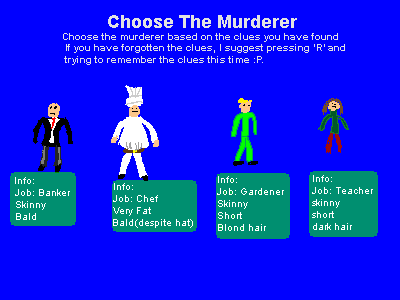 Choose The Murderer
Choose the murderer based on the clues you have found
If you have forgotten the clues, I suggest pressing 'R' and
trying to remember the clues this time :P.
Info:
Job: Banker
Skinny
Bald
Info:
Job: Chef
Very Fat
Bald(despite hat)
Info:
Job: Gardener
Skinny
Short
Blond hair
Info:
Job: Teacher
skinny
short
dark hair